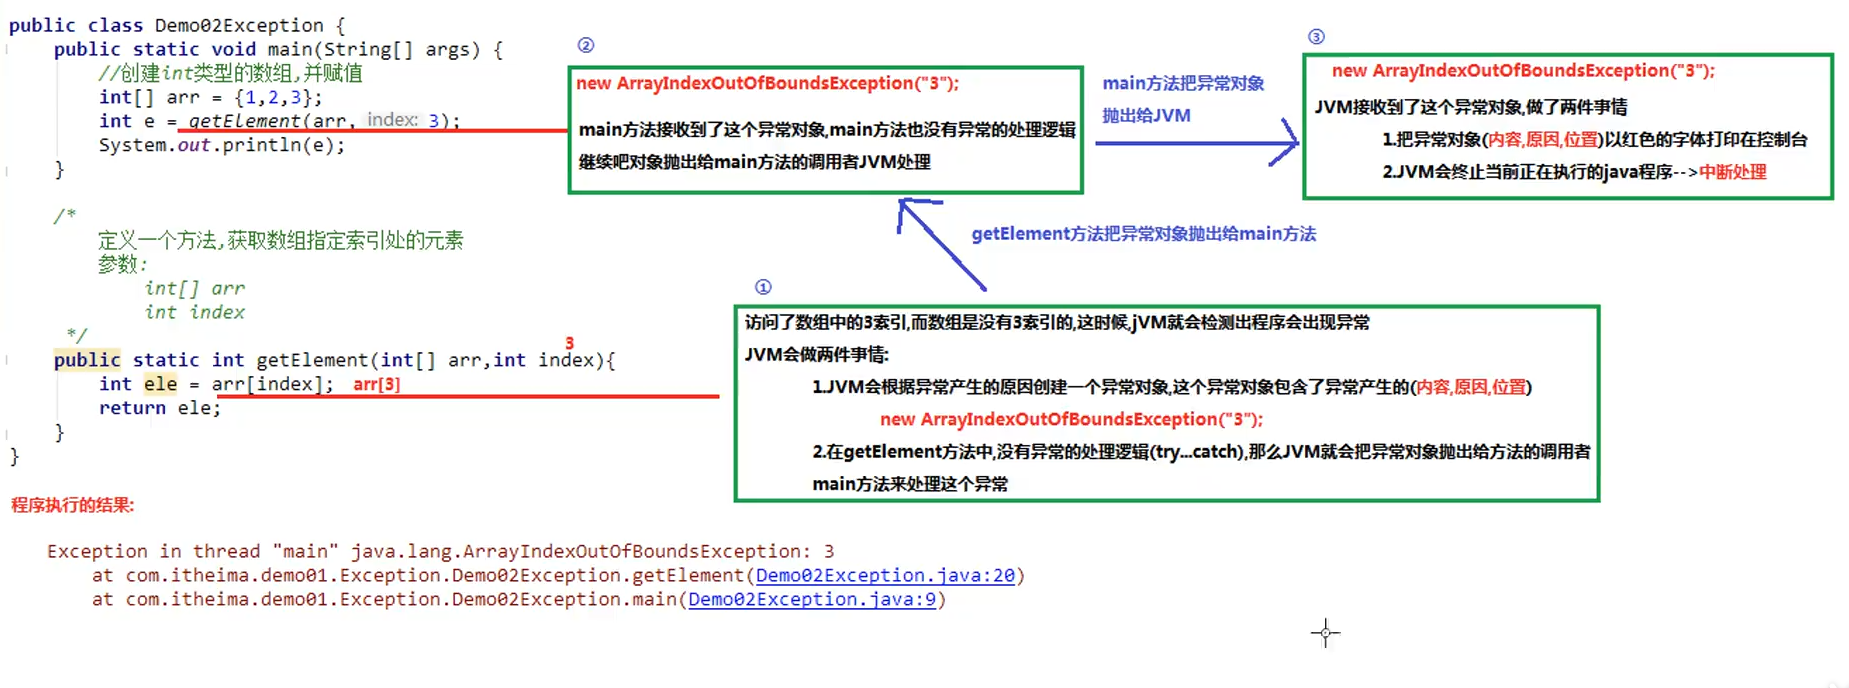 public class Demo02Exception {
public static void main(String[] args) {
//创建int类型的数组,并赋值
int[] arr = {1,2,3};
int e = getElement(arr, index: 3);
System.out.println(e);
}
/*
定义一个方法,获取数组指定索引处的元素
参数:
int[] arr
int index
*/
3
public static int getElement(int[] arr,int index){
int ele = arr[index]; arr[3]
return ele;
}
}
②
new ArrayIndexOutOfBoundsException("3");
main方法接收到了这个异常对象,main方法也没有异常的处理逻辑
继续吧对象抛出给main方法的调用者JVM处理
main方法把异常对象
抛出给JVM
③
new ArrayIndexOutOfBoundsException("3");
JVM接收到了这个异常对象,做了两件事情
1.把异常对象(内容,原因,位置)以红色的字体打印在控制台
2.JVM会终止当前正在执行的java程序-->中断处理
getElement方法把异常对象抛出给main方法
①
访问了数组中的3索引,而数组是没有3索引的,这时候,jVM就会检测出程序会出现异常
JVM会做两件事情:
1.JVM会根据异常产生的原因创建一个异常对象,这个异常对象包含了异常产生的(内容,原因,位置)
new ArrayIndexOutOfBoundsException("3");
2.在getElement方法中,没有异常的处理逻辑(try...catch),那么JVM就会把异常对象抛出给方法的调用者
main方法来处理这个异常
程序执行的结果:
Exception in thread "main" java.lang.ArrayIndexOutOfBoundsException: 3
at com.itheima.demo01.Exception.Demo02Exception.getElement(Demo02Exception.java:20)
at com.itheima.demo01.Exception.Demo02Exception.main(Demo02Exception.java:9)